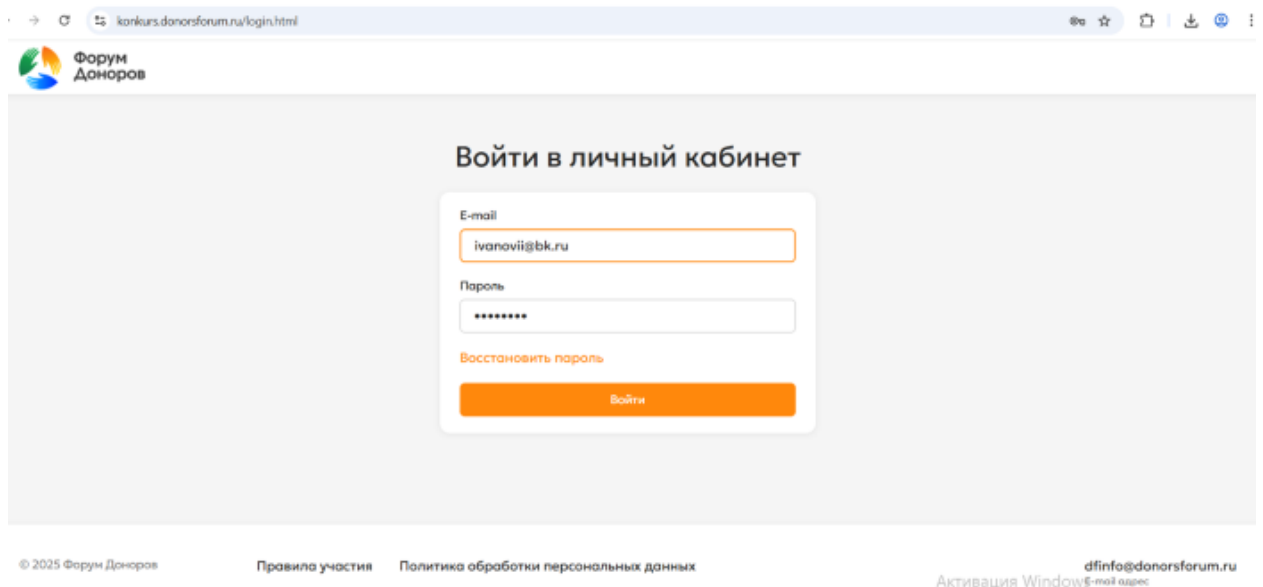 konkurs.donorsforum.ru/login.html
Форум
Доноров
Войти в личный кабинет
E-mail
ivanovii@bk.ru
Пароль
••••••••
Восстановить пароль
Войти
© 2025 Форум Доноров
Правила участия
Политика обработки персональных данных
dfinfo@donorsforum.ru
E-mail адрес
Активация Windows